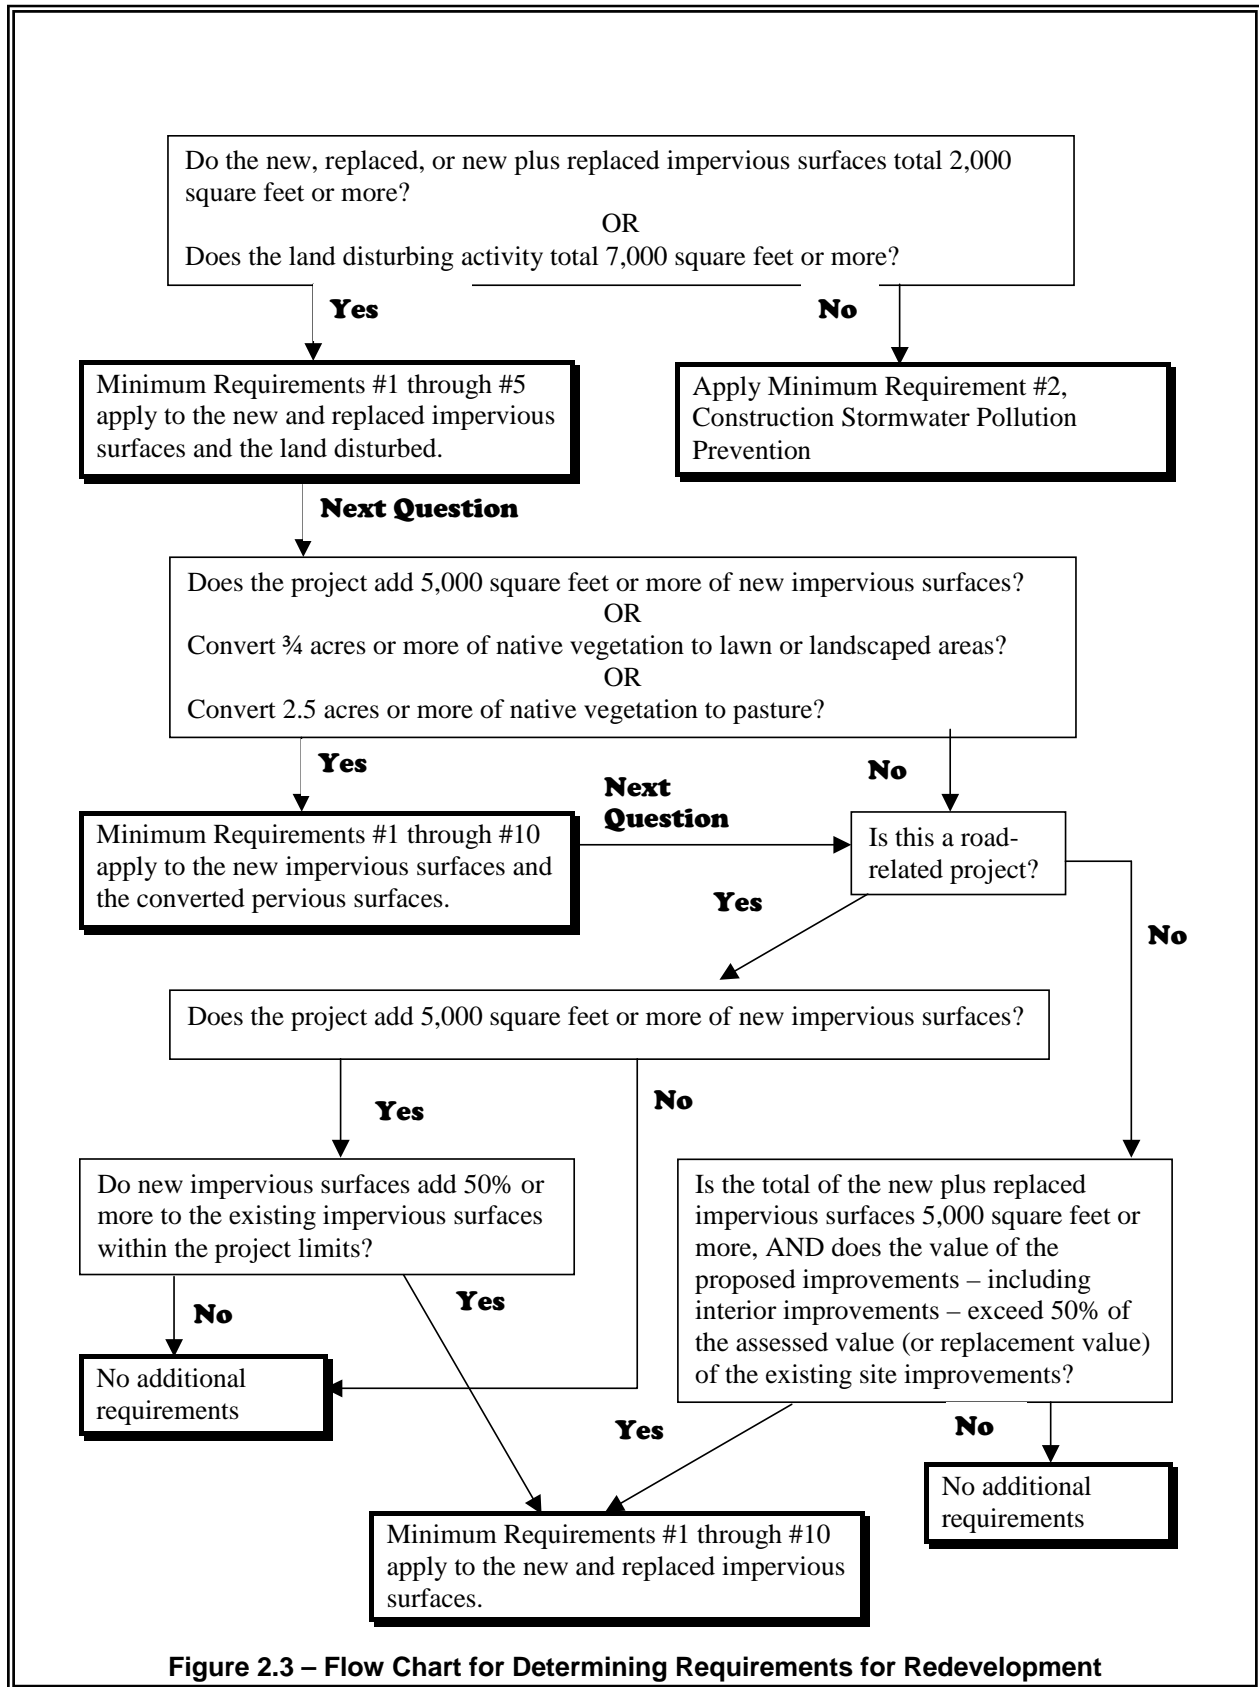 Do the new, replaced, or new plus replaced impervious surfaces total 2,000
square feet or more?
OR
Does the land disturbing activity total 7,000 square feet or more?
Yes
No
Minimum Requirements #1 through #5
apply to the new and replaced impervious
surfaces and the land disturbed.
Apply Minimum Requirement #2,
Construction Stormwater Pollution
Prevention
Next Question
Does the project add 5,000 square feet or more of new impervious surfaces?
OR
Convert ¾ acres or more of native vegetation to lawn or landscaped areas?
OR
Convert 2.5 acres or more of native vegetation to pasture?
Yes
No
Next
Question
Minimum Requirements #1 through #10
apply to the new impervious surfaces and
the converted pervious surfaces.
Is this a road-
related project?
Yes
No
Does the project add 5,000 square feet or more of new impervious surfaces?
Yes
No
Do new impervious surfaces add 50% or
more to the existing impervious surfaces
within the project limits?
Is the total of the new plus replaced
impervious surfaces 5,000 square feet or
more, AND does the value of the
proposed improvements – including
interior improvements – exceed 50% of
the assessed value (or replacement value)
of the existing site improvements?
No
Yes
No additional
requirements
Yes
No
No additional
requirements
Minimum Requirements #1 through #10
apply to the new and replaced impervious
surfaces.
Figure 2.3 – Flow Chart for Determining Requirements for Redevelopment